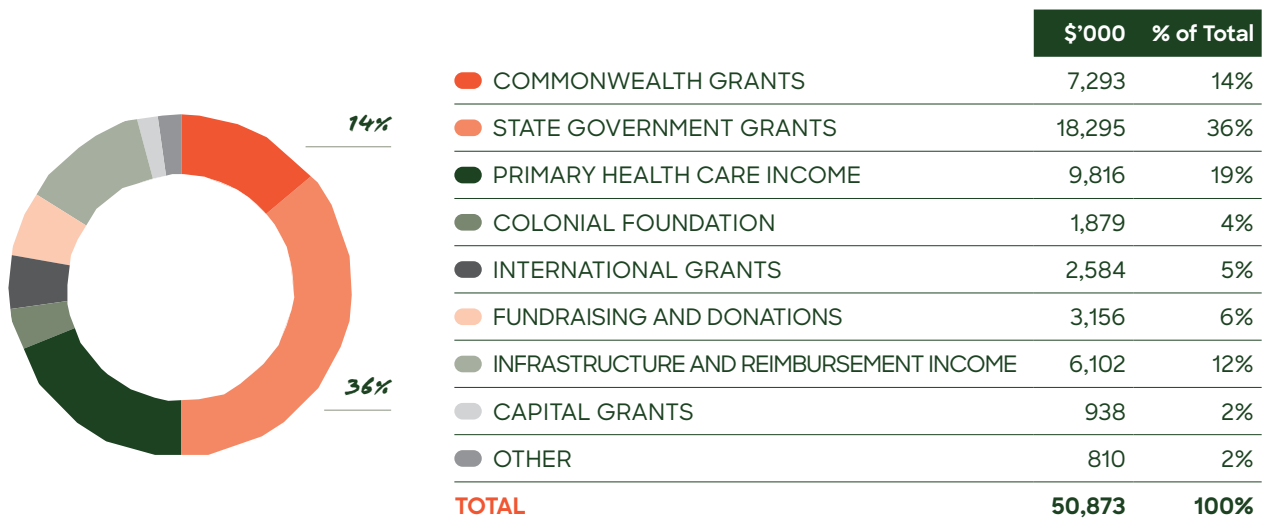 $'000 % of Total
COMMONWEALTH GRANTS 7,293 14%
14%
STATE GOVERNMENT GRANTS 18,295 36%
PRIMARY HEALTH CARE INCOME 9,816 19%
COLONIAL FOUNDATION 1,879 4%
INTERNATIONAL GRANTS 2,584 5%
FUNDRAISING AND DONATIONS 3,156 6%
INFRASTRUCTURE AND REIMBURSEMENT INCOME 6,102 12%
36%
CAPITAL GRANTS 938 2%
OTHER 810 2%
TOTAL 50,873 100%